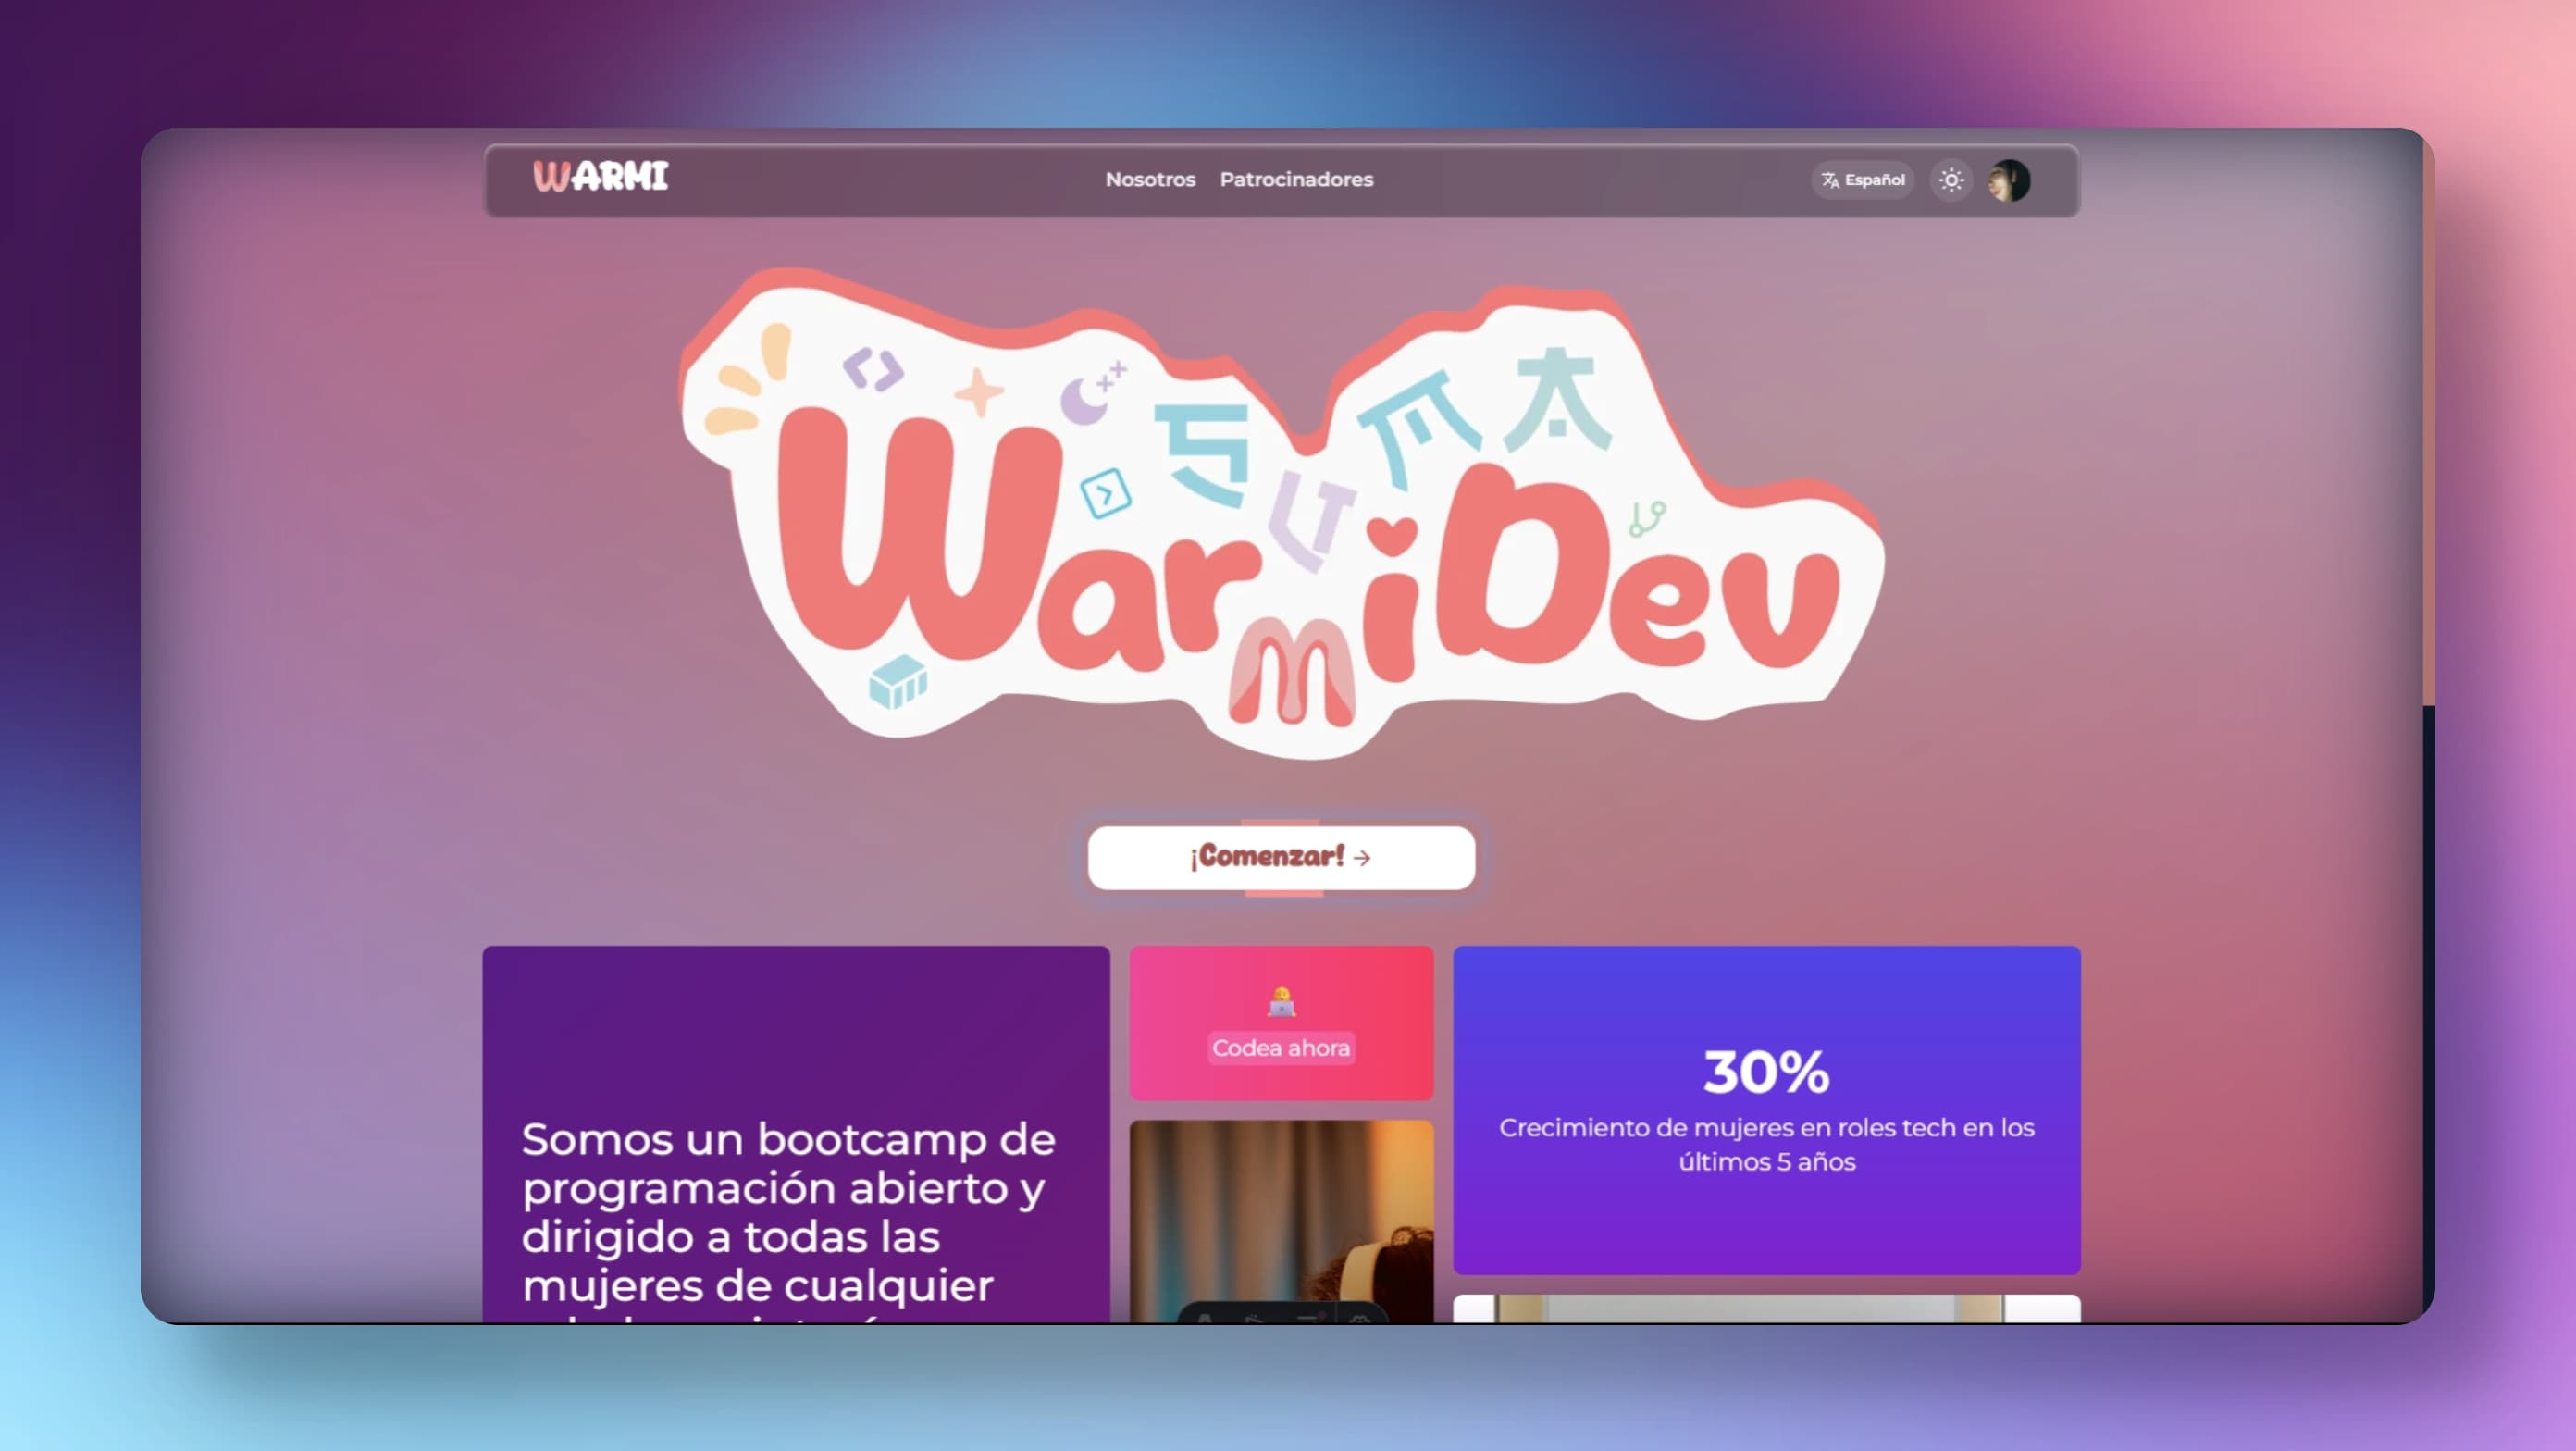 WARMI
Nosotros
Patrocinadores
Español
WarmiDev
¡Comenzar! →
Somos un bootcamp de
programación abierto y
dirigido a todas las
mujeres de cualquier
Codea ahora
30%
Crecimiento de mujeres en roles tech en los
últimos 5 años